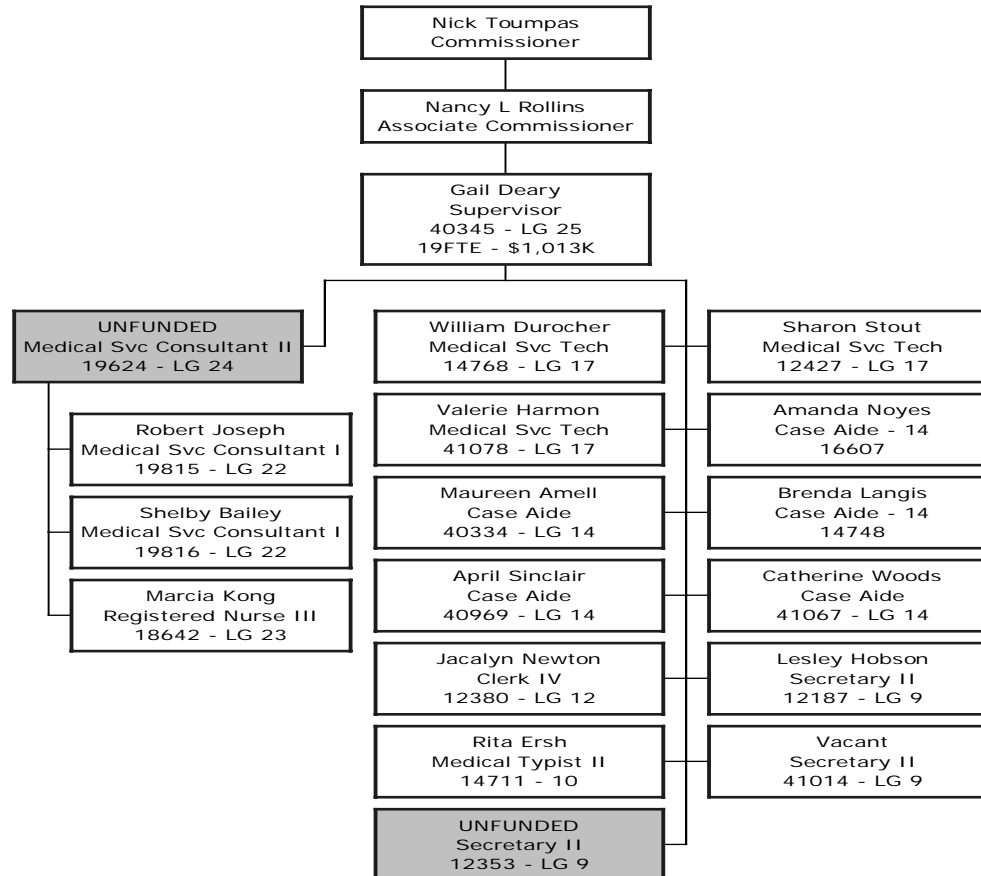 Nick Toumpas
Commissioner
Nancy L Rollins
Associate Commissioner
Gail Deary
Supervisor
40345 - LG 25
19FTE - $1,013K
UNFUNDED
Medical Svc Consultant II
19624 - LG 24
Robert Joseph
Medical Svc Consultant I
19815 - LG 22
Shelby Bailey
Medical Svc Consultant I
19816 - LG 22
Marcia Kong
Registered Nurse III
18642 - LG 23
William Durocher
Medical Svc Tech
14768 - LG 17
Sharon Stout
Medical Svc Tech
12427 - LG 17
Valerie Harmon
Medical Svc Tech
41078 - LG 17
Amanda Noyes
Case Aide - 14
16607
Maureen Amell
Case Aide
40334 - LG 14
Brenda Langis
Case Aide - 14
14748
April Sinclair
Case Aide
40969 - LG 14
Catherine Woods
Case Aide
41067 - LG 14
Jacalyn Newton
Clerk IV
12380 - LG 12
Lesley Hobson
Secretary II
12187 - LG 9
Rita Ersh
Medical Typist II
14711 - 10
Vacant
Secretary II
41014 - LG 9
UNFUNDED
Secretary II
12353 - LG 9